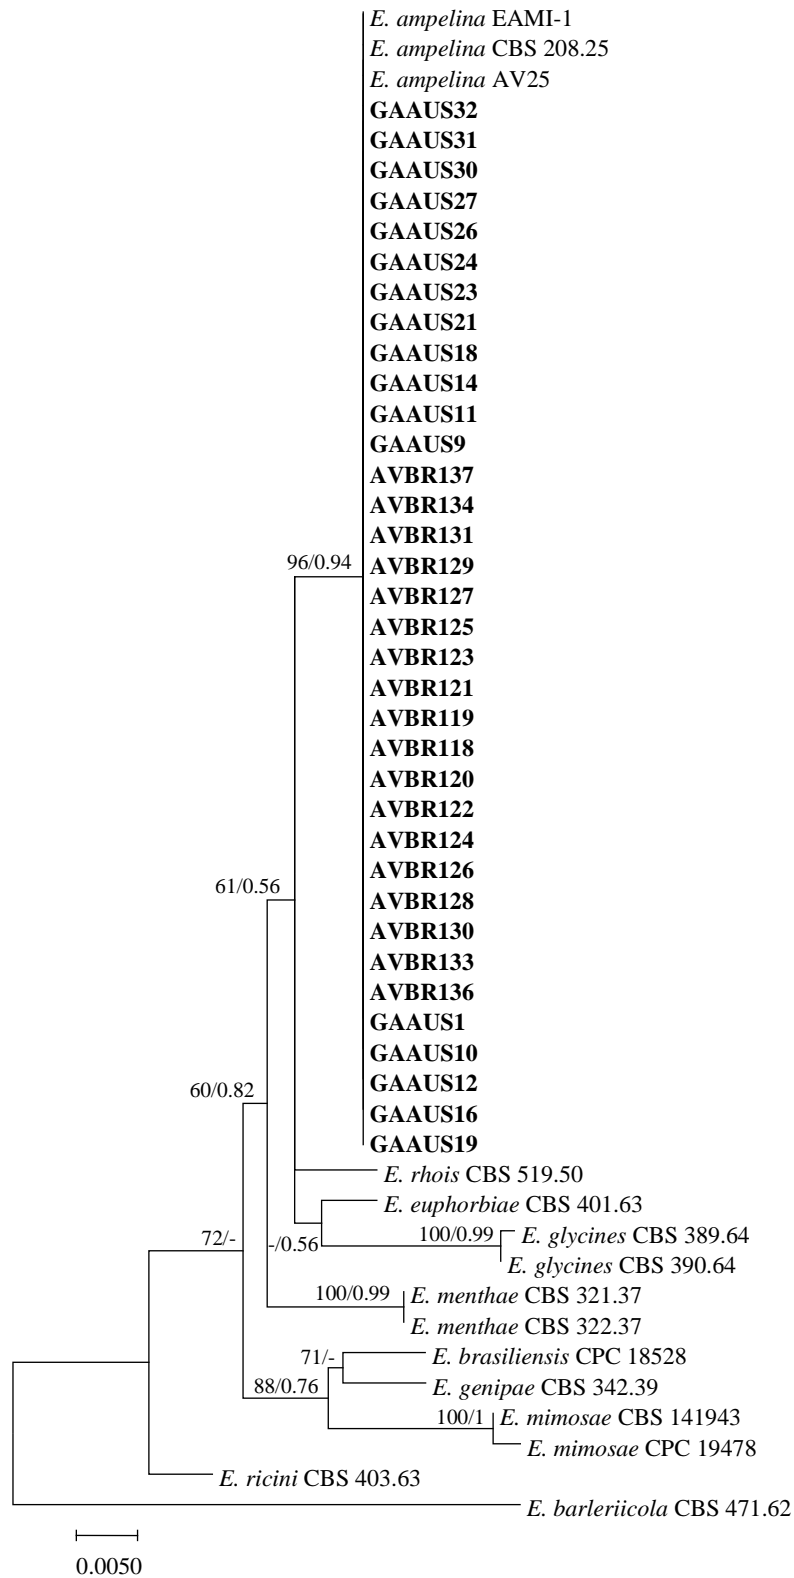 E. ampelina EAMI-1
E. ampelina CBS 208.25
E. ampelina AV25
GAAUS32
GAAUS31
GAAUS30
GAAUS27
GAAUS26
GAAUS24
GAAUS23
GAAUS21
GAAUS18
GAAUS14
GAAUS11
GAAUS9
AVBR137
AVBR134
AVBR131
96/0.94
AVBR129
AVBR127
AVBR125
AVBR123
AVBR121
AVBR119
AVBR118
AVBR120
AVBR122
AVBR124
AVBR126
61/0.56
AVBR128
AVBR130
AVBR133
AVBR136
GAAUS1
GAAUS10
GAAUS12
60/0.82
GAAUS16
GAAUS19
E. rhois CBS 519.50
E. euphorbiae CBS 401.63
100/0.99
E. glycines CBS 389.64
72/-
-/0.56
E. glycines CBS 390.64
100/0.99
E. menthae CBS 321.37
E. menthae CBS 322.37
71/-
E. brasiliensis CPC 18528
88/0.76
E. genipae CBS 342.39
100/1
E. mimosae CBS 141943
E. mimosae CPC 19478
E. ricini CBS 403.63
E. barleriicola CBS 471.62
0.0050